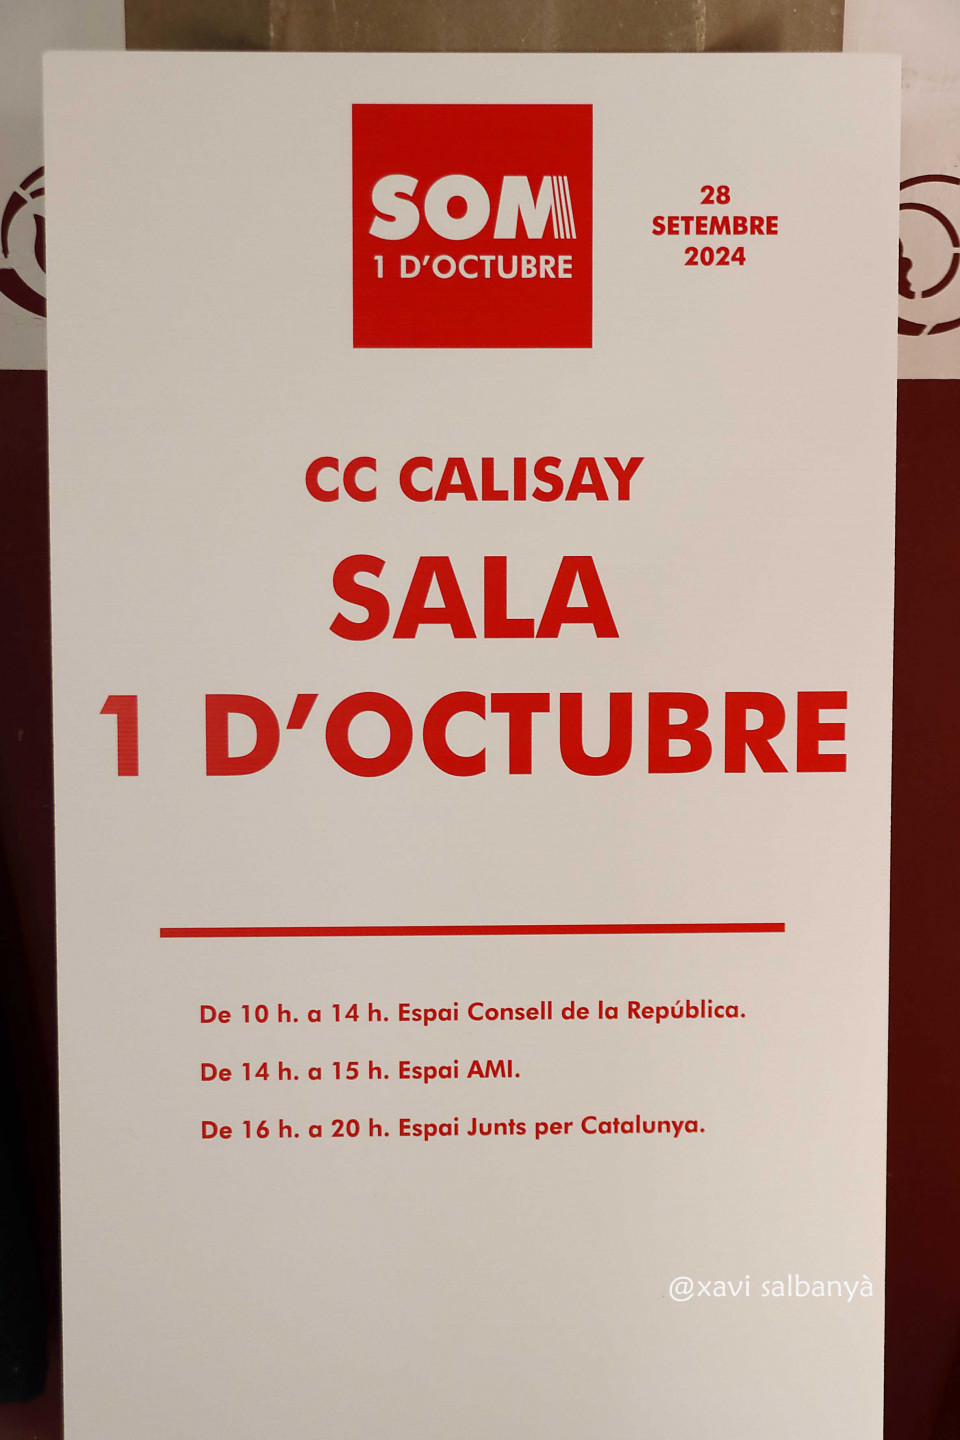 SOM
1 D'OCTUBRE
28
SETEMBRE
2024
CC CALISAY
SALA
1 D'OCTUBRE
De 10 h. a 14 h. Espai Consell de la República.
De 14 h. a 15 h. Espai AMI.
De 16 h. a 20 h. Espai Junts per Catalunya.
@xavi salbanyà